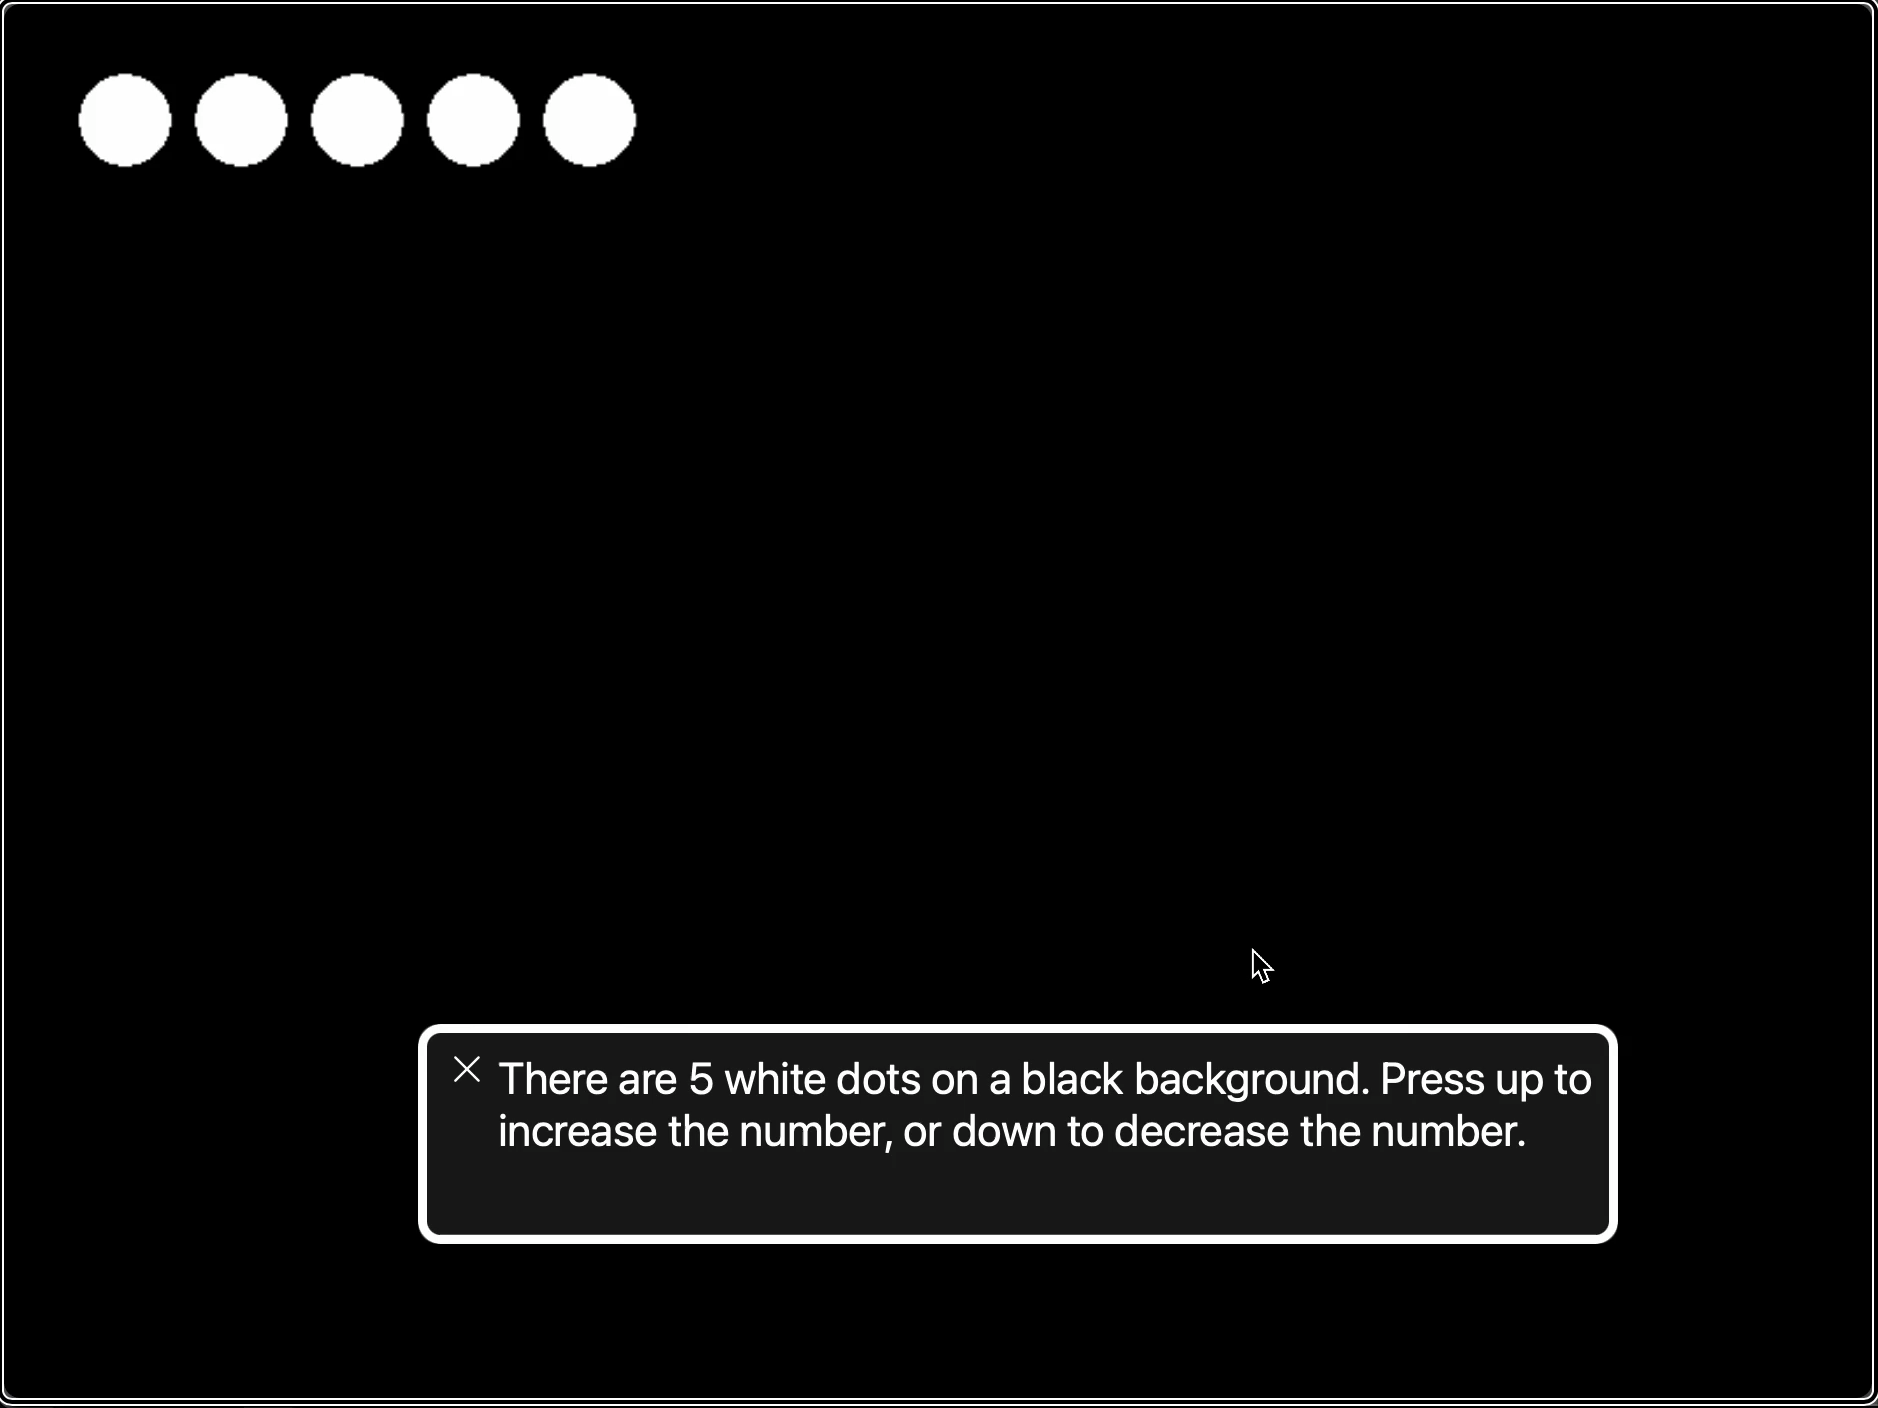 There are 5 white dots on a black background. Press up to
increase the number, or down to decrease the number.